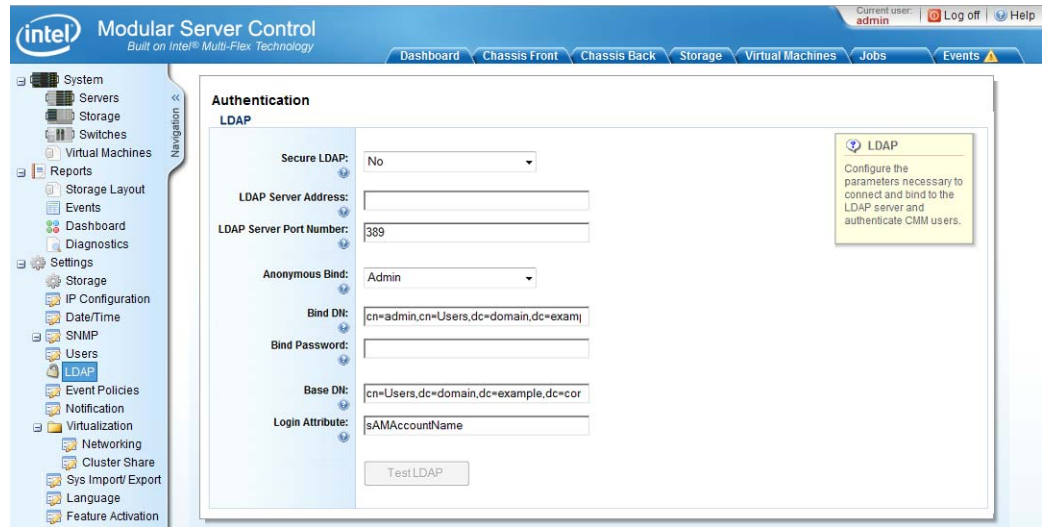 intel
Modular Server Control
Built on Intel® Multi-Flex Technology
Current user:
admin
Log off
Help
Dashboard
Chassis Front
Chassis Back
Storage
Virtual Machines
Jobs
Events
System
Servers
Storage
Switches
Virtual Machines
Reports
Storage Layout
Events
Dashboard
Diagnostics
Settings
Storage
IP Configuration
Date/Time
SNMP
Users
LDAP
Event Policies
Notification
Virtualization
Networking
Cluster Share
Sys Import/ Export
Language
Feature Activation
« Navigation
Authentication
LDAP
Secure LDAP: No
LDAP Server Address:
LDAP Server Port Number: 389
Anonymous Bind: Admin
Bind DN: cn=admin,cn=Users,dc=domain,dc=examp
Bind Password:
Base DN: cn=Users,dc=domain,dc=example,dc=cor
Login Attribute: sAMAccountName
Test LDAP
LDAP
Configure the
parameters necessary to
connect and bind to the
LDAP server and
authenticate CMM users.